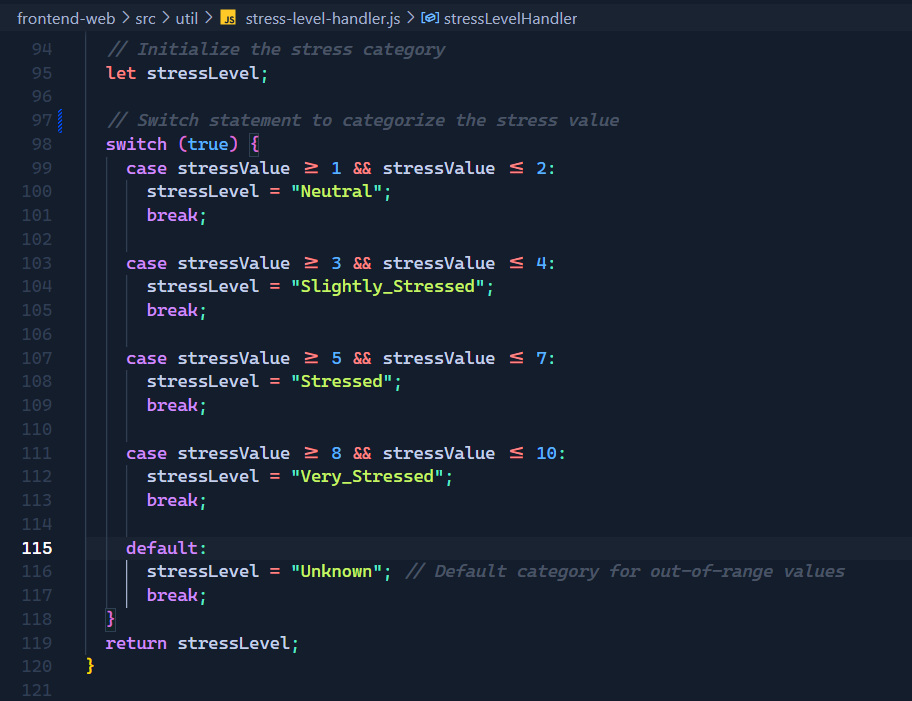 frontend-web > src > util > JS stress-level-handler.js > stressLevelHandler
94 // Initialize the stress category
95 let stressLevel;
96
97 // Switch statement to categorize the stress value
98 switch (true) {
99 case stressValue ≥ 1 && stressValue ≤ 2:
100 stressLevel = "Neutral";
101 break;
102
103 case stressValue ≥ 3 && stressValue ≤ 4:
104 stressLevel = "Slightly_Stressed";
105 break;
106
107 case stressValue ≥ 5 && stressValue ≤ 7:
108 stressLevel = "Stressed";
109 break;
110
111 case stressValue ≥ 8 && stressValue ≤ 10:
112 stressLevel = "Very_Stressed";
113 break;
114
115 default:
116 stressLevel = "Unknown"; // Default category for out-of-range values
117 break;
118 }
119 return stressLevel;
120 }
121